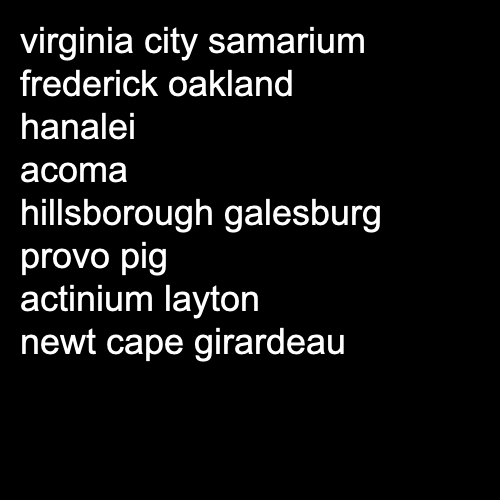 virginia city samarium
frederick oakland
hanalei
acoma
hillsborough galesburg
provo pig
actinium layton
newt cape girardeau